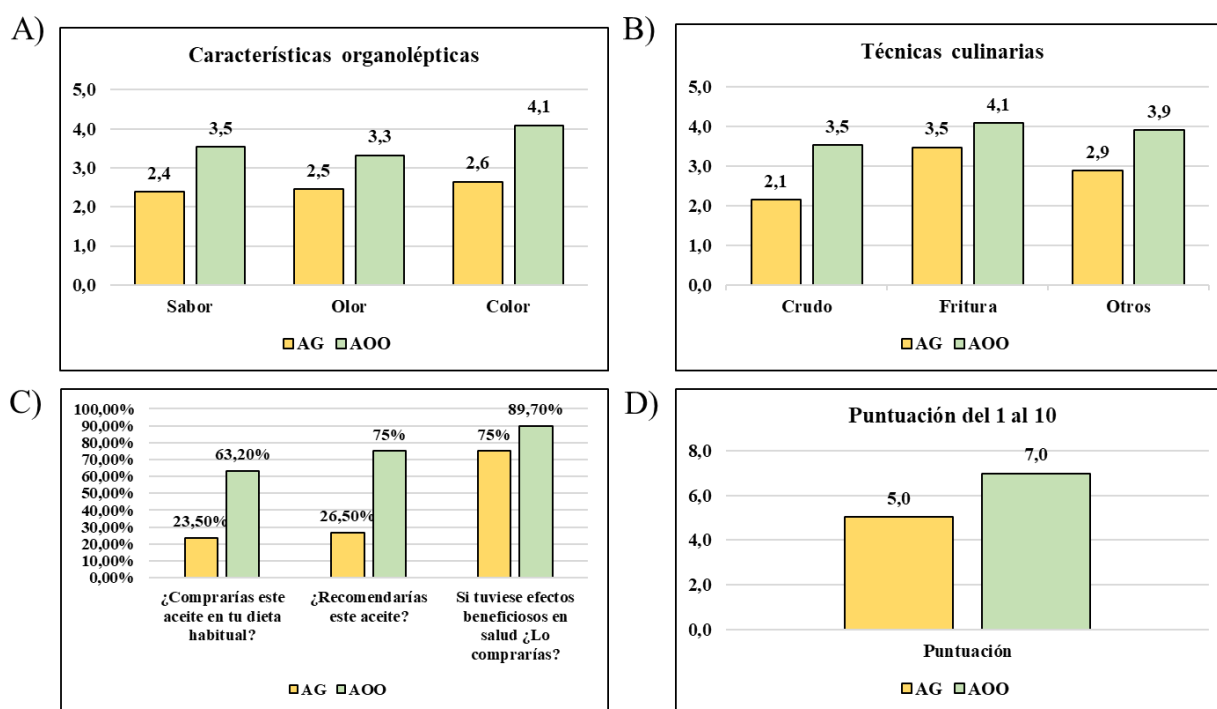 A)
Características organolépticas
5,0
4,0
3,0
2,0
1,0
0,0
2,4
3,5
2,5
3,3
2,6
4,1
Sabor
Olor
Color
AG
AOO
B)
Técnicas culinarias
5,0
4,0
3,0
2,0
1,0
0,0
2,1
3,5
3,5
4,1
2,9
3,9
Crudo
Fritura
Otros
AG
AOO
C)
100,00%
90,00%
80,00%
70,00%
60,00%
50,00%
40,00%
30,00%
20,00%
10,00%
0,00%
23,50%
63,20%
26,50%
75%
75%
89,70%
¿Comprarías este
aceite en tu dieta
habitual?
¿Recomendarías
este aceite?
Si tuviese efectos
beneficiosos en
salud ¿Lo
comprarías?
AG
AOO
D)
Puntuación del 1 al 10
8,0
6,0
4,0
2,0
0,0
5,0
7,0
Puntuación
AG
AOO